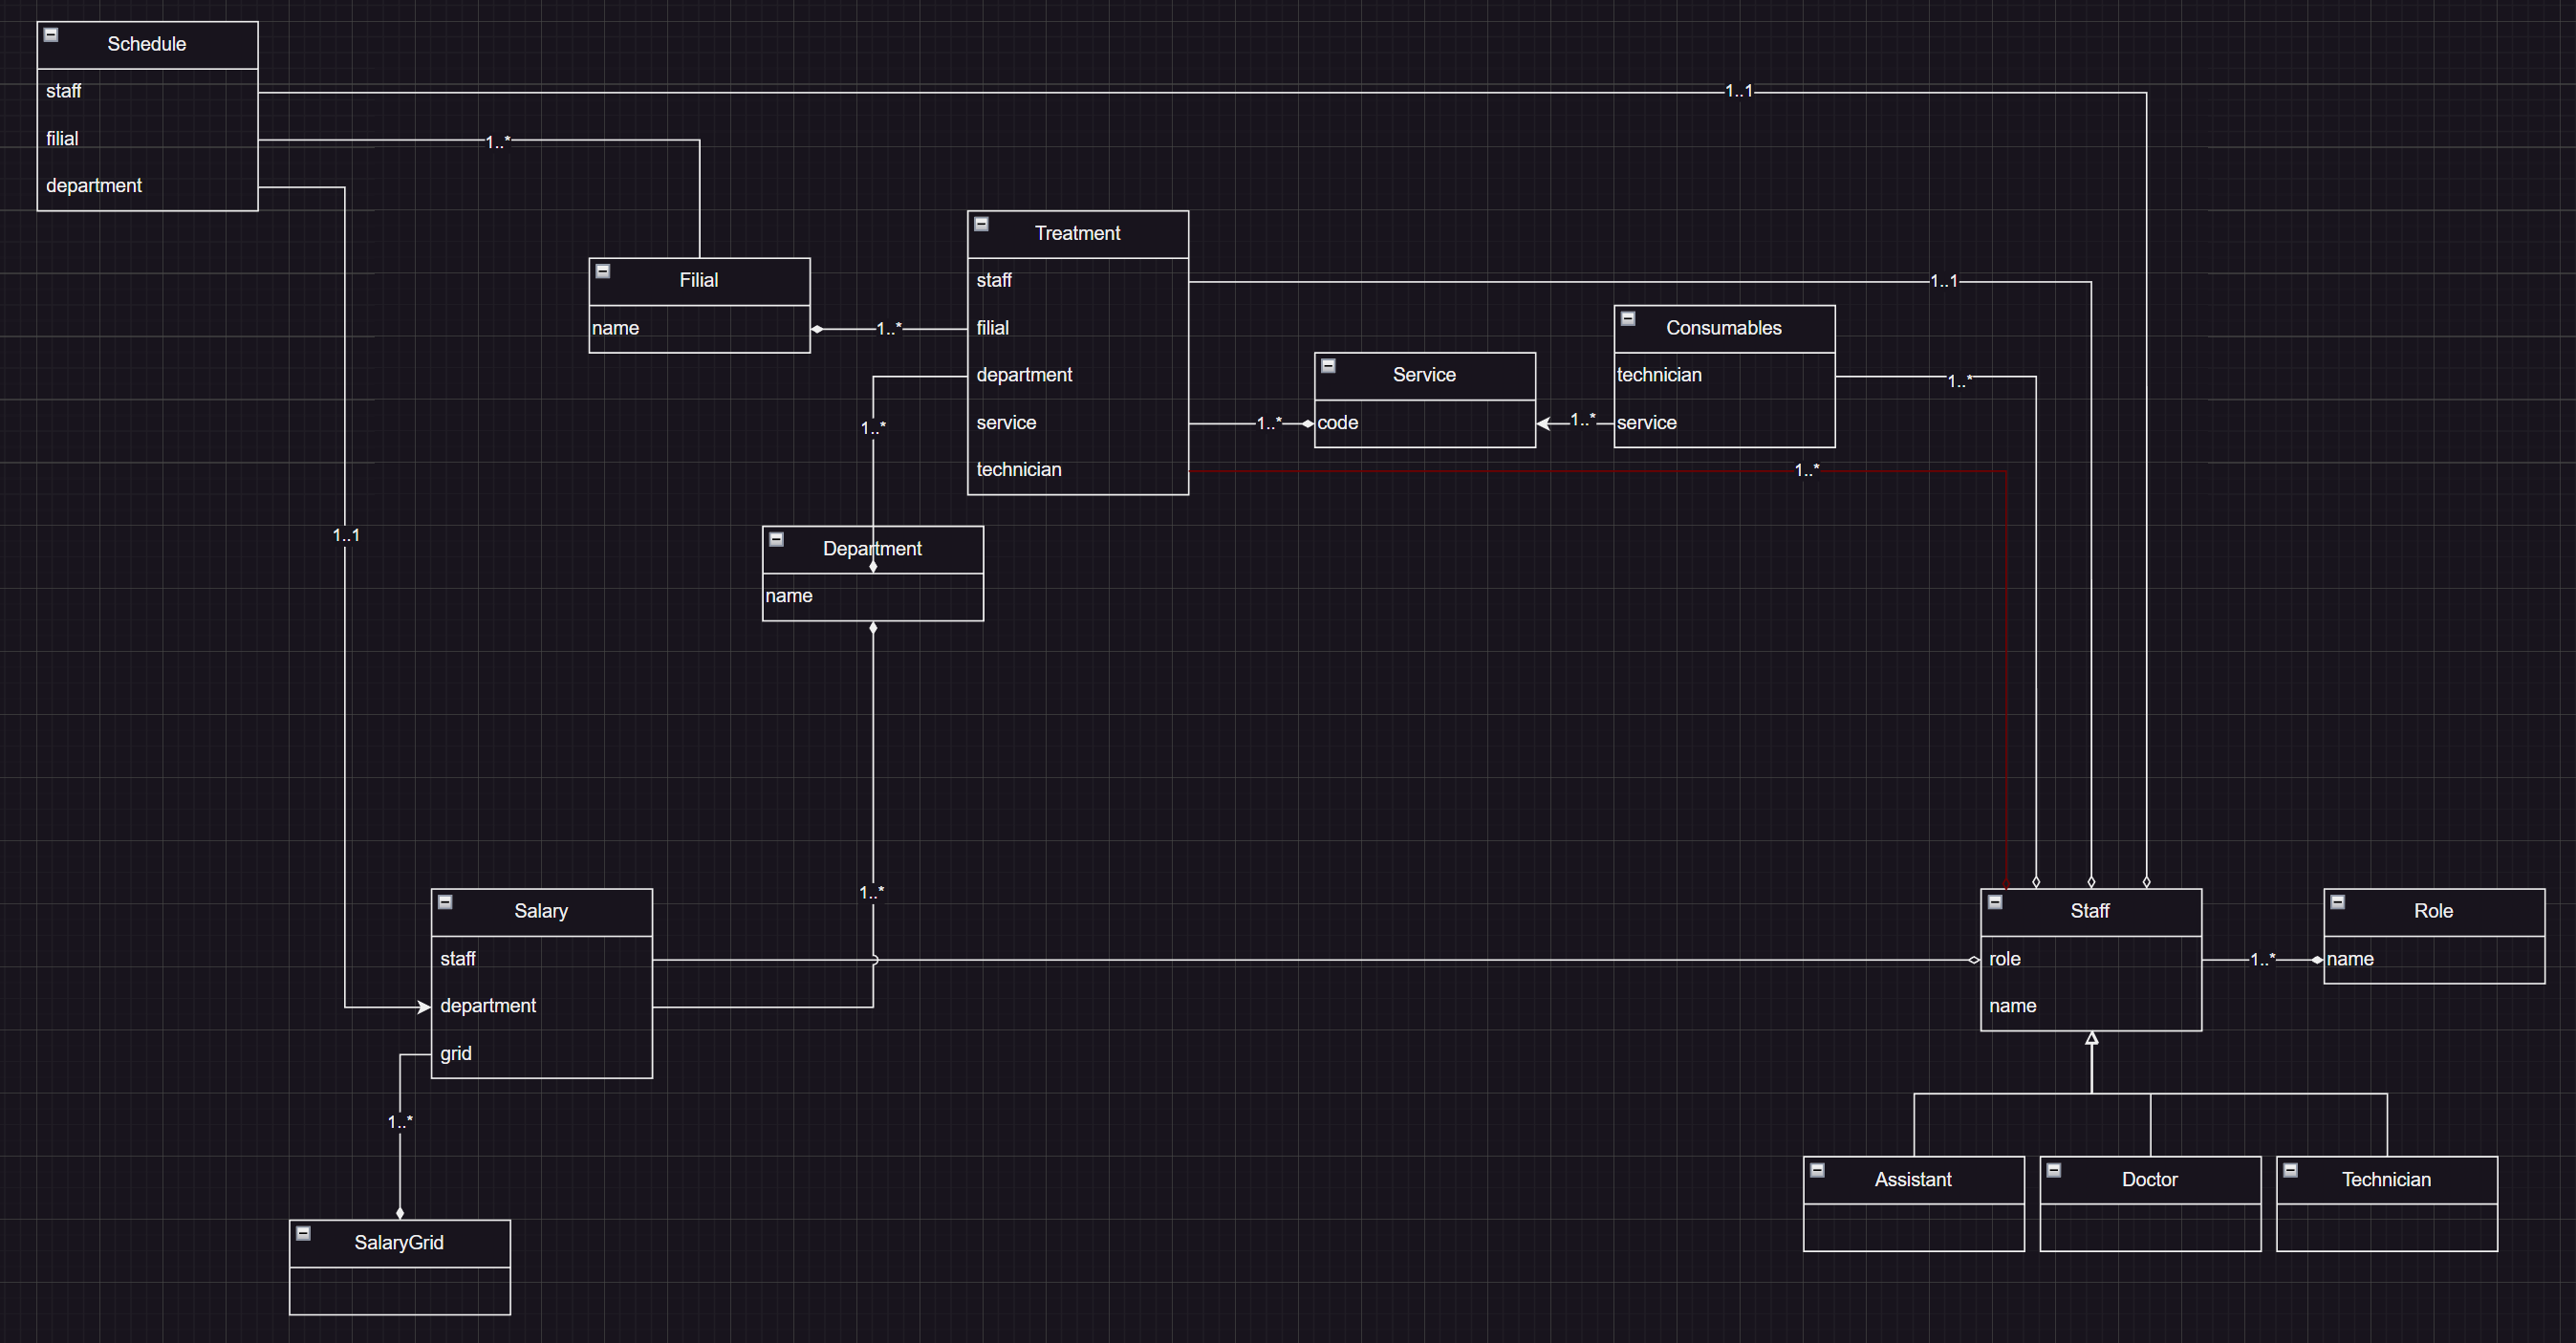 Schedule
staff
filial
department
1..1
1..*
1..1
Filial
name
1..*
Treatment
staff
filial
department
service
technician
1..1
1..*
1..*
1..*
Service
code
1..*
Consumables
technician
service
1..*
Department
name
1..*
Salary
staff
department
grid
1..*
SalaryGrid
Staff
role
name
1..*
Role
name
Assistant
Doctor
Technician